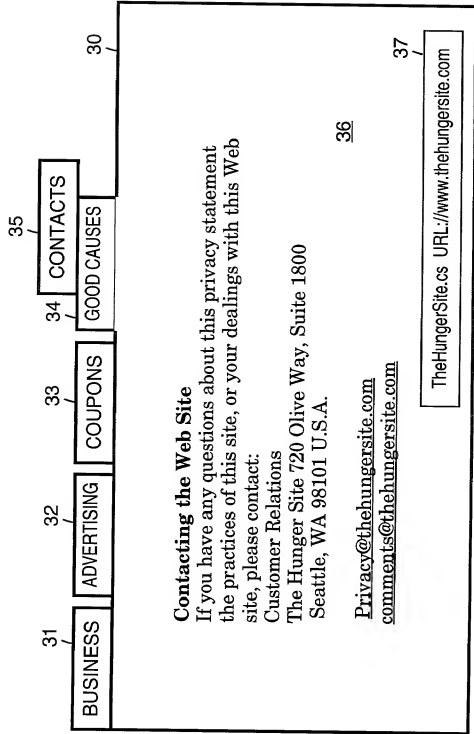 35
31 32 33 34 CONTACTS 30
BUSINESS ADVERTISING COUPONS GOOD CAUSES
Contacting the Web Site
If you have any questions about this privacy statement
the practices of this site, or your dealings with this Web
site, please contact:
Customer Relations
The Hunger Site 720 Olive Way, Suite 1800
Seattle, WA 98101 U.S.A.
36
Privacy@thehungersite.com
comments@thehungersite.com
37
TheHungerSite.cs URL://www.thehungersite.com